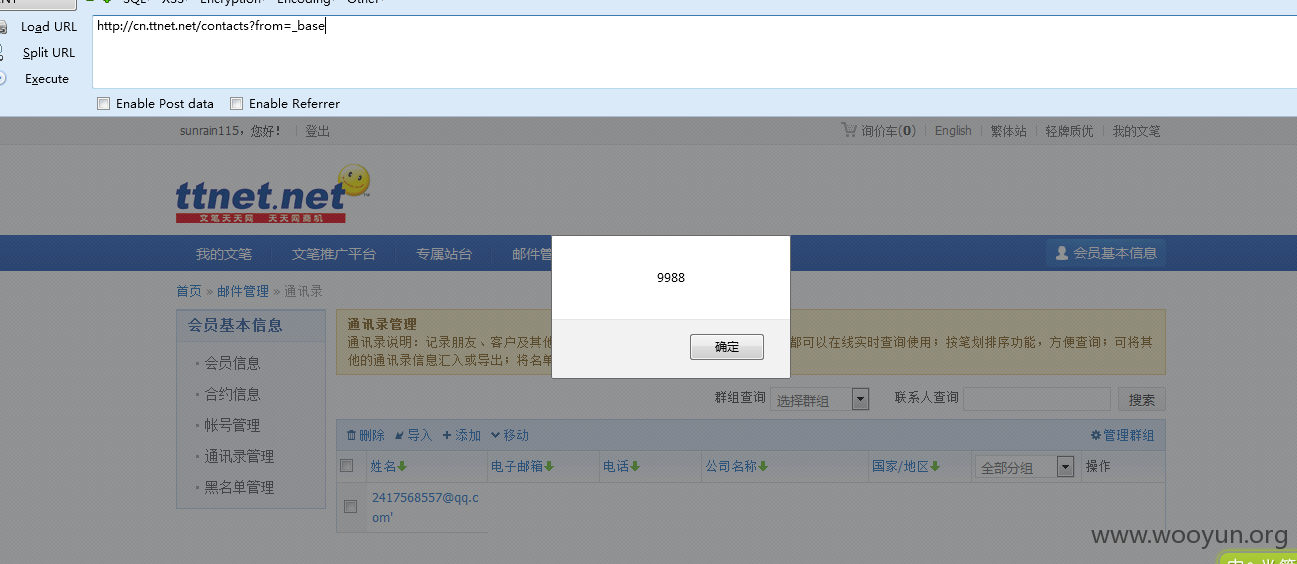 SQL- XSS- Encryption- Encoding- Other-
Load URL
http://cn.ttnet.net/contacts?from=_base
Split URL
Execute
Enable Post data Enable Referrer
sunrain115，您好！ 登出
询价车(0) English 繁体站 轻牌质优 我的文笔
ttnet.net
文笔天天网 天天网商机
我的文笔 文笔推广平台 专属站台 邮件管
会员基本信息
9988
确定
首页 » 邮件管理 » 通讯录
会员基本信息
会员信息
合约信息
帐号管理
通讯录管理
黑名单管理
通讯录管理
通讯录说明：记录朋友、客户及其他 都可以在线实时查询使用；按笔划排序功能，方便查询；可将其
他的通讯录信息汇入或导出；将名单
群组查询 选择群组 联系人查询 搜索
删除 导入 添加 移动 管理群组
姓名 电子邮箱 电话 公司名称 国家/地区 全部分组 操作
2417568557@qq.c
om'
www.wooyun.org